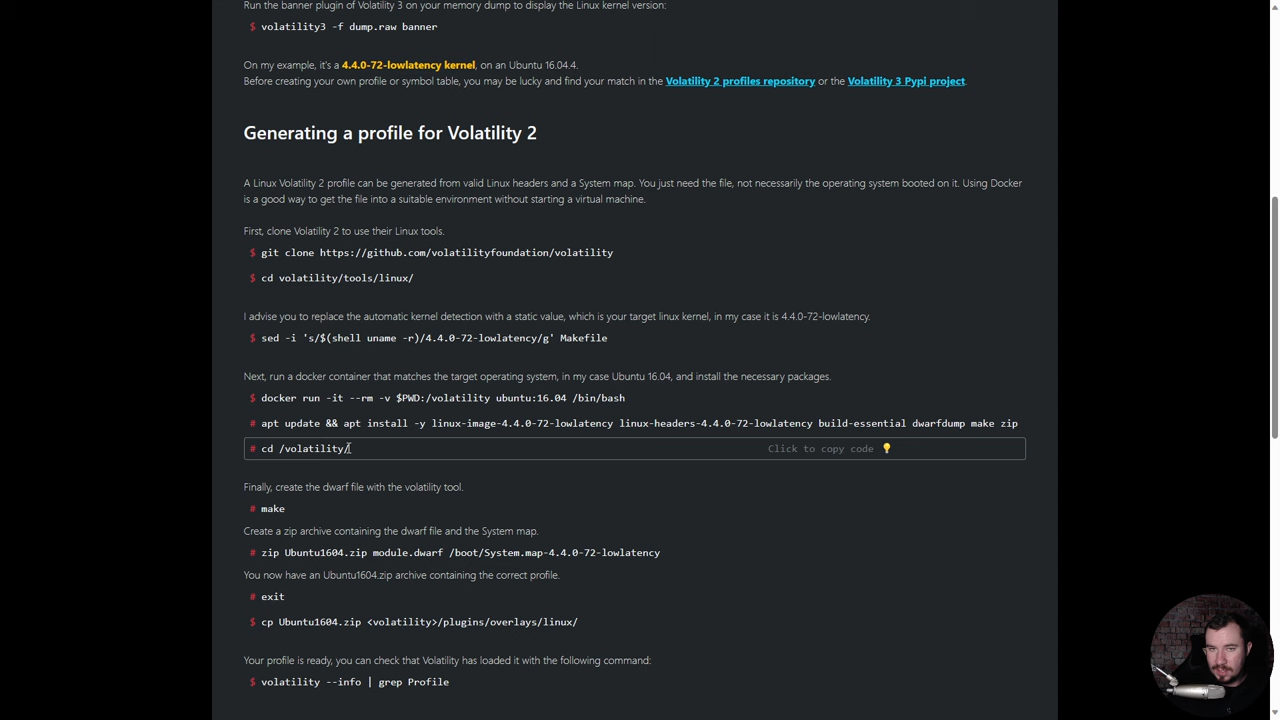 Run the banner plugin of Volatility 3 on your memory dump to display the Linux kernel version:
$ volatility3 -f dump.raw banner
On my example, it's a 4.4.0-72-lowlatency kernel, on an Ubuntu 16.04.4.
Before creating your own profile or symbol table, you may be lucky and find your match in the Volatility 2 profiles repository or the Volatility 3 Pypi project.
Generating a profile for Volatility 2
A Linux Volatility 2 profile can be generated from valid Linux headers and a System map. You just need the file, not necessarily the operating system booted on it. Using Docker
is a good way to get the file into a suitable environment without starting a virtual machine.
First, clone Volatility 2 to use their Linux tools.
$ git clone https://github.com/volatilityfoundation/volatility
$ cd volatility/tools/linux/
I advise you to replace the automatic kernel detection with a static value, which is your target linux kernel, in my case it is 4.4.0-72-lowlatency.
$ sed -i 's/$(shell uname -r)/4.4.0-72-lowlatency/g' Makefile
Next, run a docker container that matches the target operating system, in my case Ubuntu 16.04, and install the necessary packages.
$ docker run -it --rm -v $PWD:/volatility ubuntu:16.04 /bin/bash
# apt update && apt install -y linux-image-4.4.0-72-lowlatency linux-headers-4.4.0-72-lowlatency build-essential dwarfdump make zip
# cd /volatility/ Click to copy code 💡
Finally, create the dwarf file with the volatility tool.
# make
Create a zip archive containing the dwarf file and the System map.
# zip Ubuntu1604.zip module.dwarf /boot/System.map-4.4.0-72-lowlatency
You now have an Ubuntu1604.zip archive containing the correct profile.
# exit
$ cp Ubuntu1604.zip <volatility>/plugins/overlays/linux/
Your profile is ready, you can check that Volatility has loaded it with the following command:
$ volatility --info | grep Profile